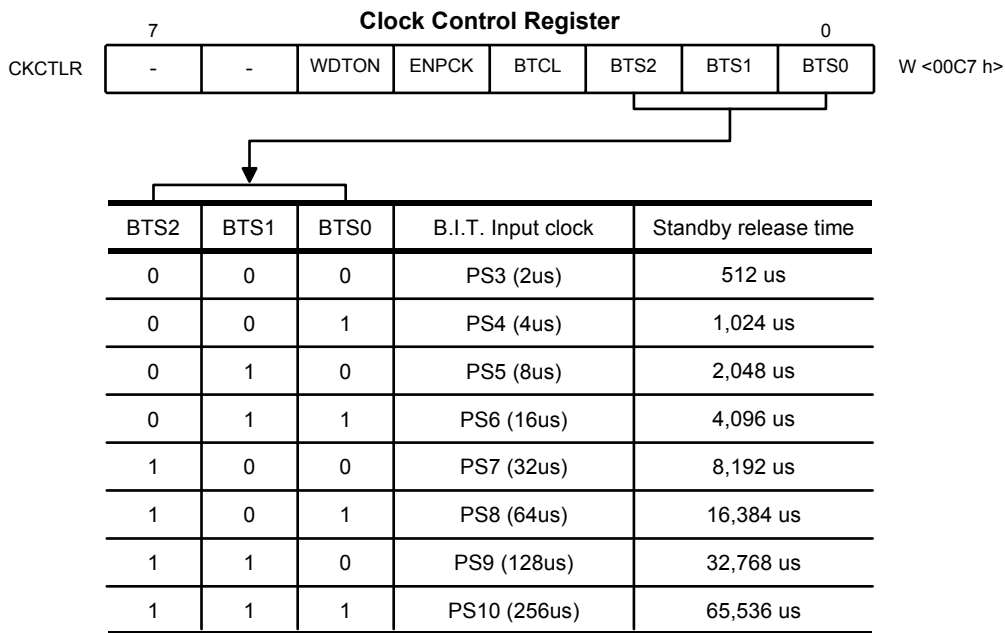 Clock Control Register
7 0
CKCTLR - - WDTON ENPCK BTCL BTS2 BTS1 BTS0 W <00C7 h>
BTS2 BTS1 BTS0 B.I.T. Input clock Standby release time
0 0 0 PS3 (2us) 512 us
0 0 1 PS4 (4us) 1,024 us
0 1 0 PS5 (8us) 2,048 us
0 1 1 PS6 (16us) 4,096 us
1 0 0 PS7 (32us) 8,192 us
1 0 1 PS8 (64us) 16,384 us
1 1 0 PS9 (128us) 32,768 us
1 1 1 PS10 (256us) 65,536 us